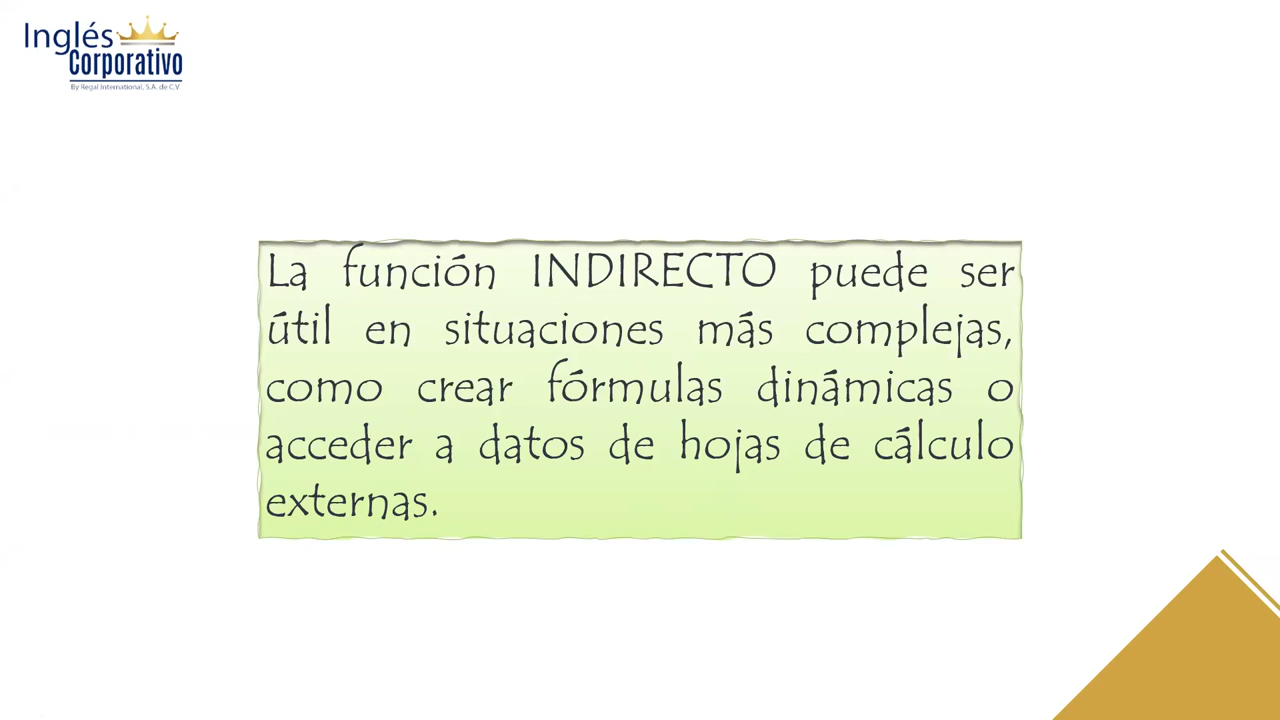 Inglés
Corporativo
By Regal International, S.A. de C.V
La función INDIRECTO puede ser
útil en situaciones más complejas,
como crear fórmulas dinámicas o
acceder a datos de hojas de cálculo
externas.